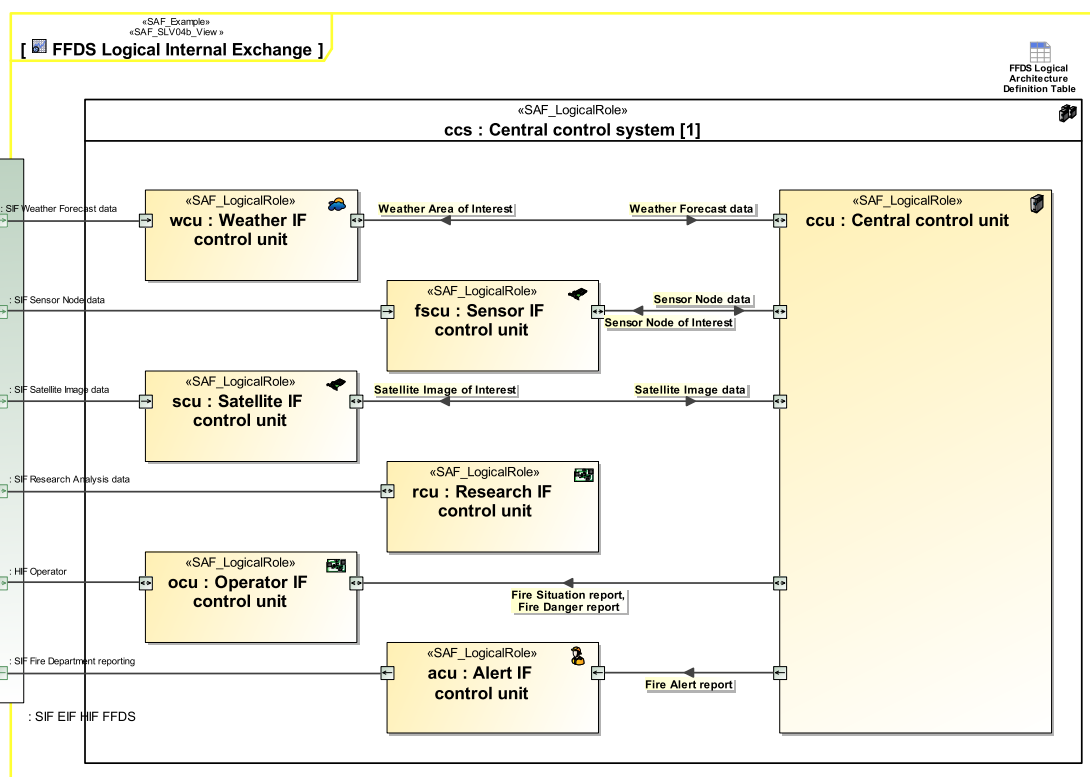 «SAF_Example»
«SAF_SLV04b_View»
[ FFDS Logical Internal Exchange ]
FFDS Logical
Architecture
Definition Table
«SAF_LogicalRole»
ccs : Central control system [1]
: SIF Weather Forecast data
«SAF_LogicalRole»
wcu : Weather IF
control unit
Weather Area of Interest
Weather Forecast data
«SAF_LogicalRole»
ccu : Central control unit
: SIF Sensor Node data
«SAF_LogicalRole»
fscu : Sensor IF
control unit
Sensor Node data
Sensor Node of Interest
: SIF Satellite Image data
«SAF_LogicalRole»
scu : Satellite IF
control unit
Satellite Image of Interest
Satellite Image data
: SIF Research Analysis data
«SAF_LogicalRole»
rcu : Research IF
control unit
: HIF Operator
«SAF_LogicalRole»
ocu : Operator IF
control unit
Fire Situation report,
Fire Danger report
: SIF Fire Department reporting
«SAF_LogicalRole»
acu : Alert IF
control unit
Fire Alert report
: SIF EIF HIF FFDS